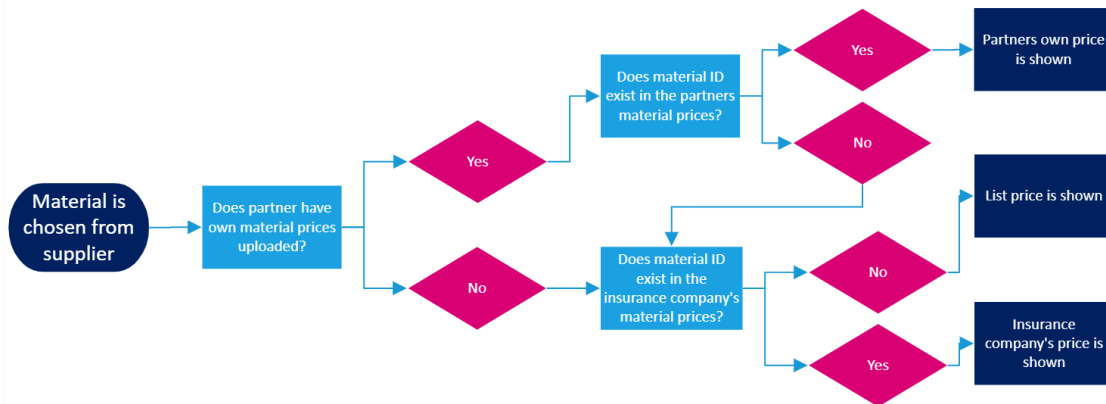 Material is
chosen from
supplier
Does partner have
own material prices
uploaded?
Yes
No
Does material ID
exist in the partners
material prices?
Does material ID
exist in the
insurance company's
material prices?
Yes
No
No
Yes
Partners own price
is shown
List price is shown
Insurance
company's price is
shown